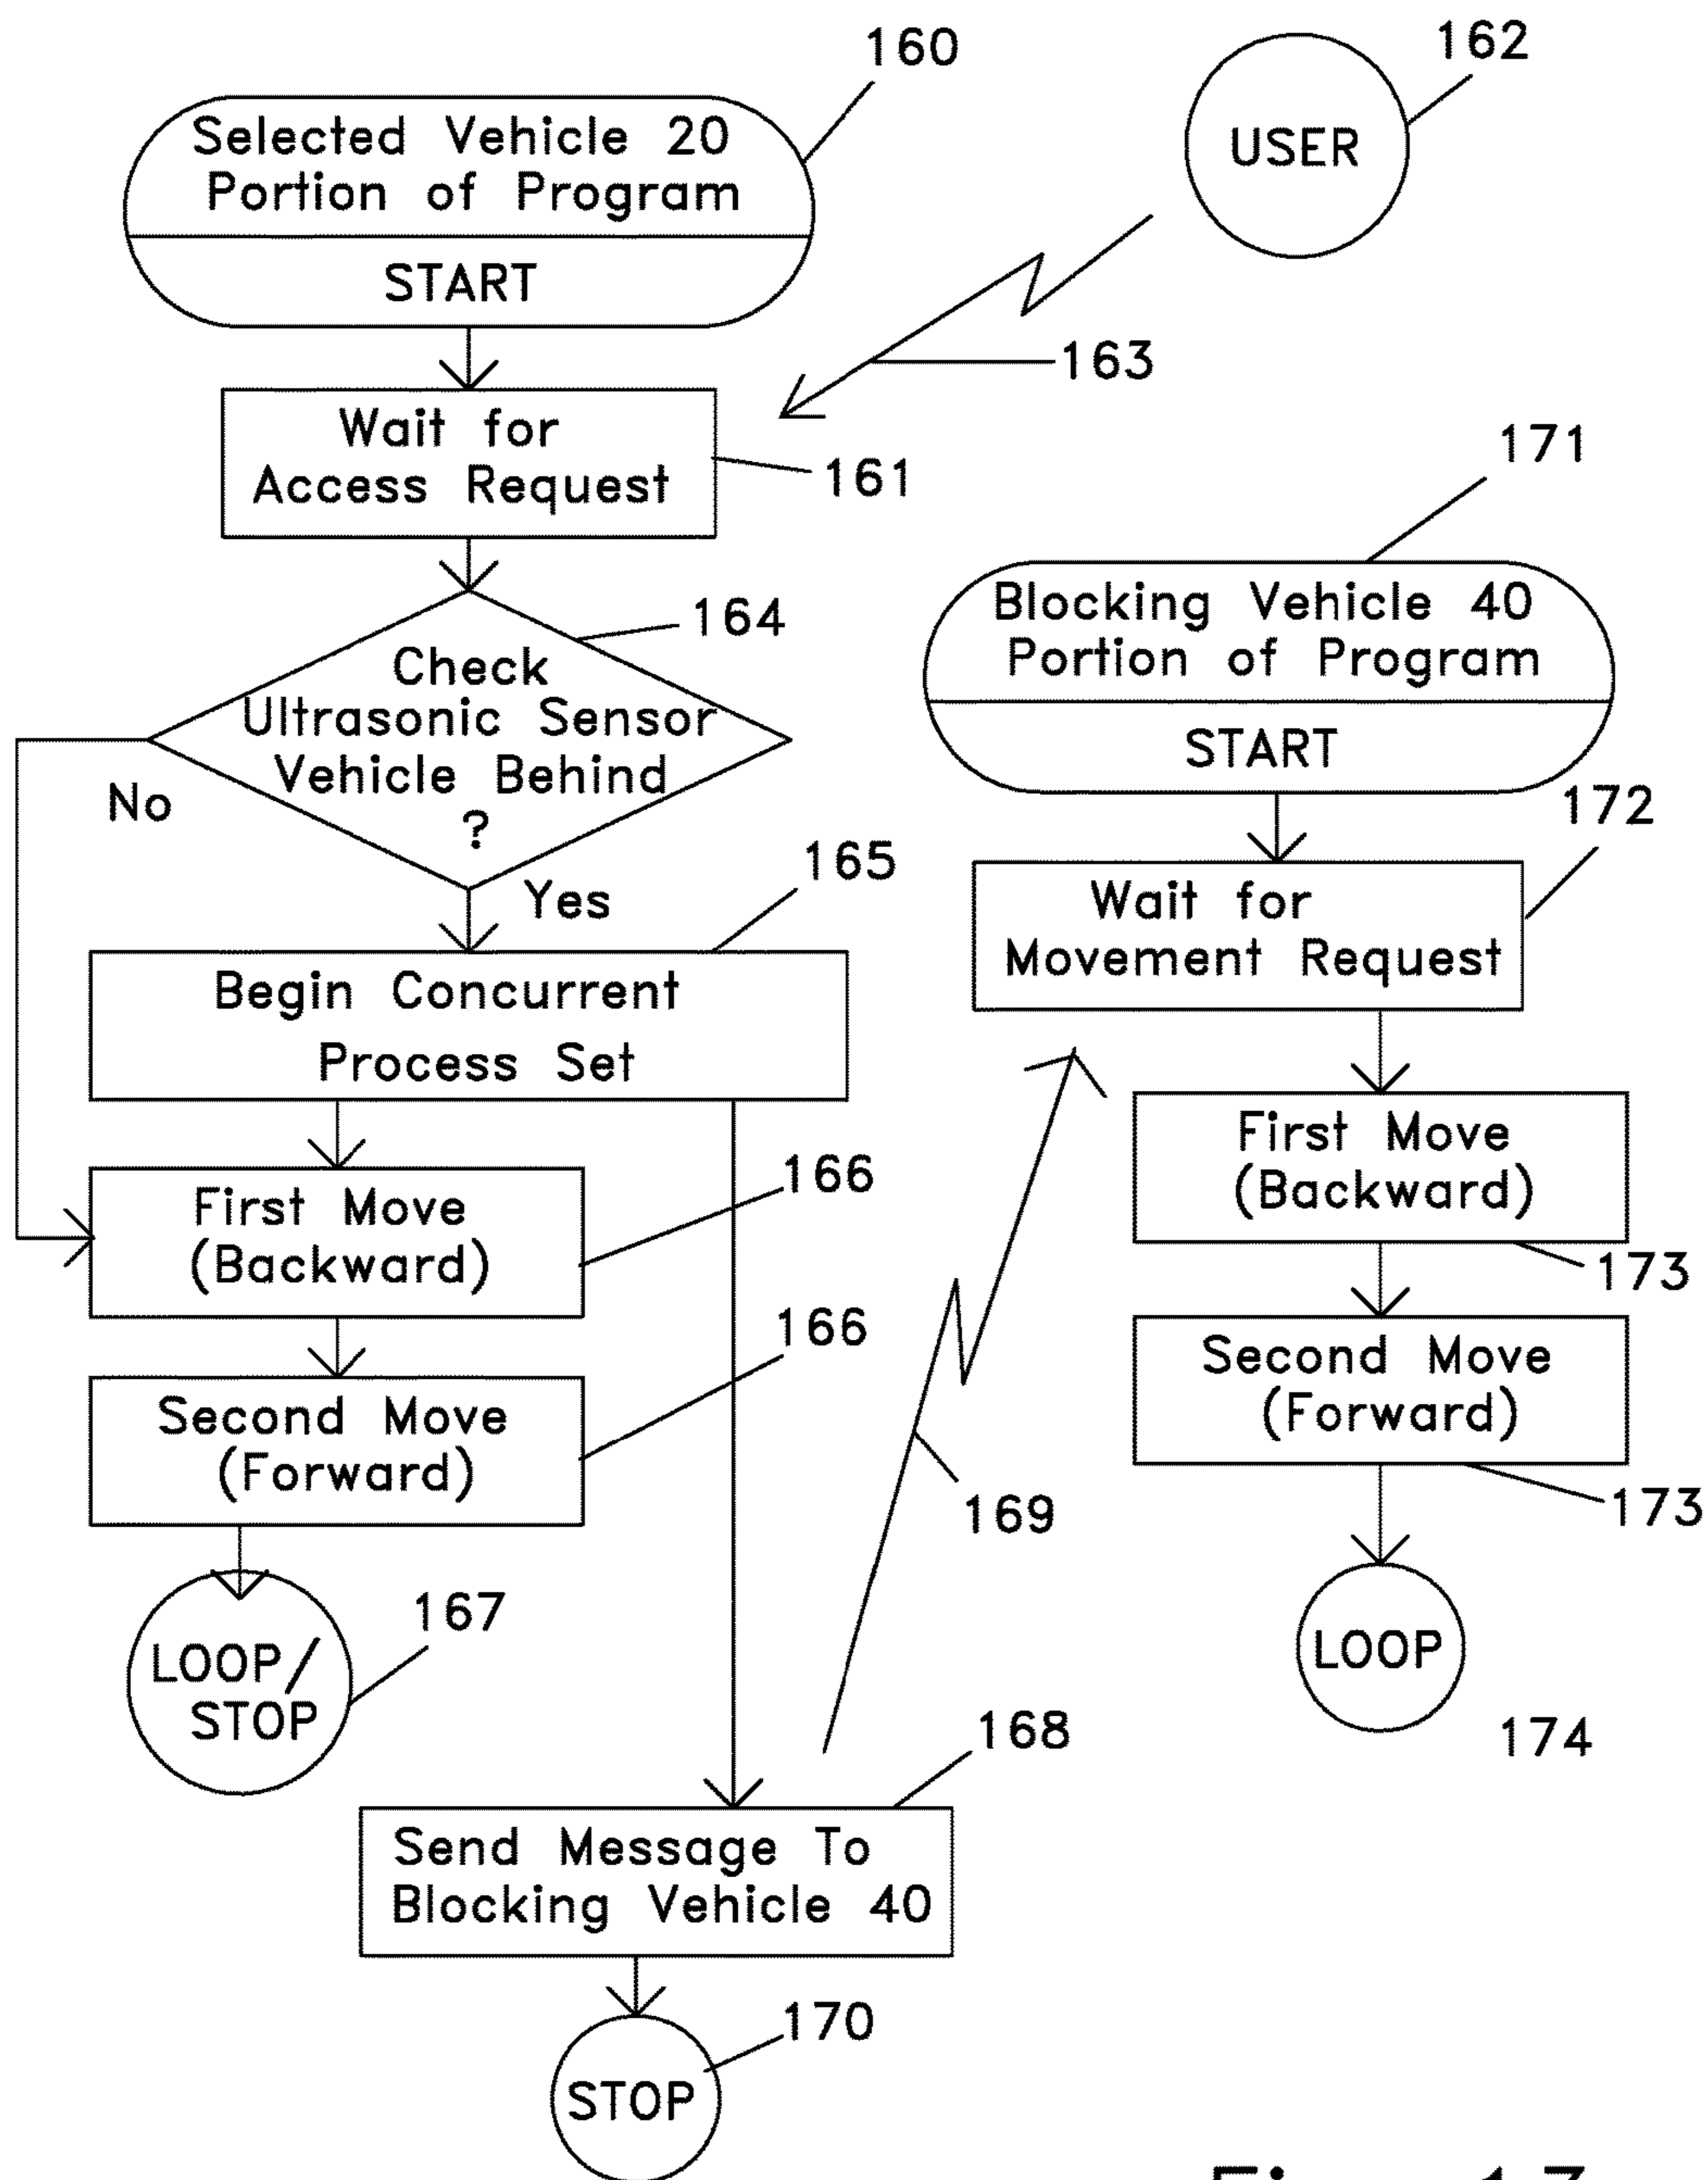 160
162
Selected Vehicle 20
Portion of Program
START
USER
163
Wait for
Access Request
161
171
164
Check
Ultrasonic Sensor
Vehicle Behind
?
No
Yes
Blocking Vehicle 40
Portion of Program
START
172
165
Wait for
Movement Request
Begin Concurrent
Process Set
First Move
(Backward)
166
First Move
(Backward)
173
Second Move
(Forward)
166
Second Move
(Forward)
173
169
LOOP/
STOP
167
LOOP
174
168
Send Message To
Blocking Vehicle 40
170
STOP